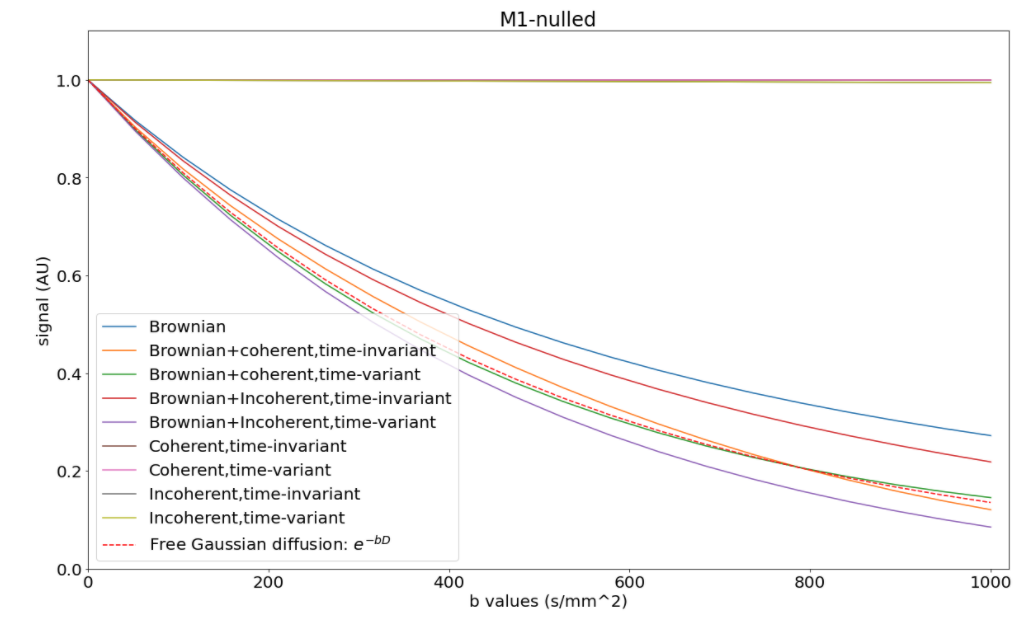 M1-nulled
signal (AU)
1.0
0.8
0.6
0.4
0.2
0.0
Brownian
Brownian+coherent,time-invariant
Brownian+coherent,time-variant
Brownian+Incoherent,time-invariant
Brownian+Incoherent,time-variant
Coherent,time-invariant
Coherent,time-variant
Incoherent,time-invariant
Incoherent,time-variant
Free Gaussian diffusion: e^{-bD}
0 200 400 600 800 1000
b values (s/mm^2)